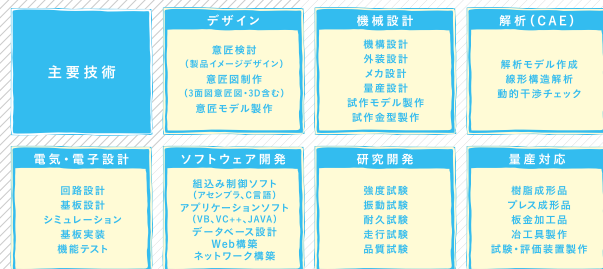 主要技術
デザイン
意匠検討
(製品イメージデザイン)
意匠図制作
(3面図意匠図・3D含む)
意匠モデル製作
機械設計
機構設計
外装設計
メカ設計
量産設計
試作モデル製作
試作金型製作
解析(CAE)
解析モデル作成
線形構造解析
動的干渉チェック
電気・電子設計
回路設計
基板設計
シミュレーション
基板実装
機能テスト
ソフトウェア開発
組込み制御ソフト
(アセンブラ、C言語)
アプリケーションソフト
(VB、VC++、JAVA)
データベース設計
Web構築
ネットワーク構築
研究開発
強度試験
振動試験
耐久試験
走行試験
品質試験
量産対応
樹脂成形品
プレス成形品
板金加工品
冶工具製作
試験・評価装置製作